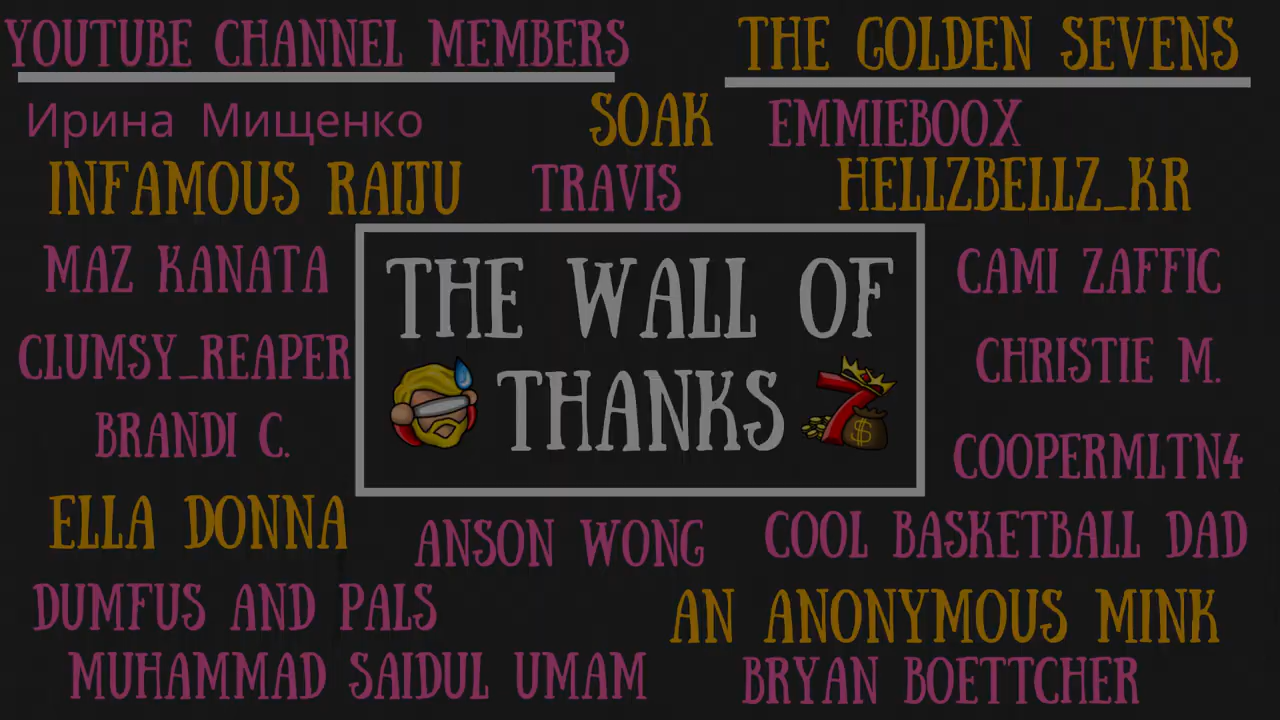 YOUTUBE CHANNEL MEMBERS
THE GOLDEN SEVENS
Ирина Мищенко
SOAK
EMMIEBOOX
INFAMOUS RAIJU
TRAVIS
HELLZBELLZ_KR
MAZ KANATA
THE WALL OF
THANKS
CAMI ZAFFIC
CLUMSY_REAPER
CHRISTIE M.
BRANDI C.
COOPERMLTN4
ELLA DONNA
ANSON WONG
COOL BASKETBALL DAD
DUMFUS AND PALS
AN ANONYMOUS MINK
MUHAMMAD SAIDUL UMAM
BRYAN BOETTCHER